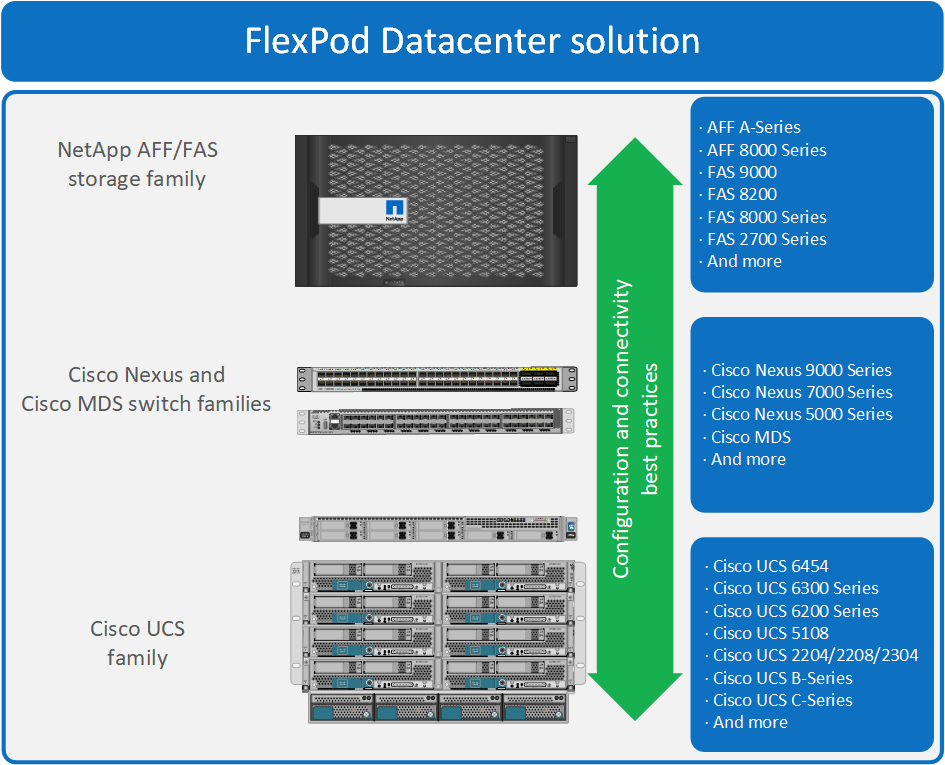 FlexPod Datacenter solution
NetApp AFF/FAS
storage family
NetApp
· AFF A-Series
· AFF 8000 Series
· FAS 9000
· FAS 8200
· FAS 8000 Series
· FAS 2700 Series
· And more
Configuration and connectivity
best practices
Cisco Nexus and
Cisco MDS switch families
· Cisco Nexus 9000 Series
· Cisco Nexus 7000 Series
· Cisco Nexus 5000 Series
· Cisco MDS
· And more
Cisco UCS
family
· Cisco UCS 6454
· Cisco UCS 6300 Series
· Cisco UCS 6200 Series
· Cisco UCS 5108
· Cisco UCS 2204/2208/2304
· Cisco UCS B-Series
· Cisco UCS C-Series
· And more